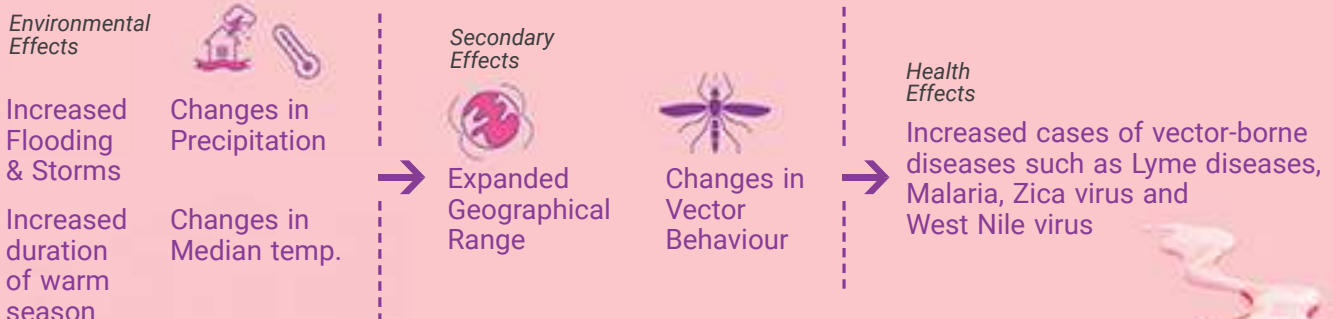 Environmental
Effects
Increased
Flooding
& Storms
Changes in
Precipitation
Increased
duration
of warm
season
Changes in
Median temp.
Secondary
Effects
Expanded
Geographical
Range
Changes in
Vector
Behaviour
Health
Effects
Increased cases of vector-borne
diseases such as Lyme diseases,
Malaria, Zica virus and
West Nile virus